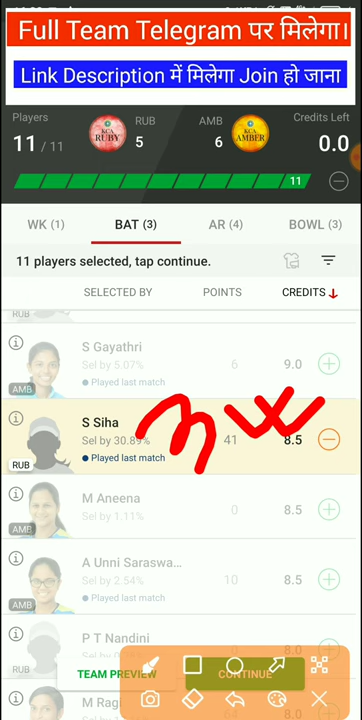 Full Team Telegram पर मिलेगा।
Link Description में मिलेगा Join हो जाना
Players
RUB
AMB
Credits Left
11 / 11
KCA
RUBY
5
6
KCA
AMBER
0.0
11
WK (1)
BAT (3)
AR (4)
BOWL (3)
11 players selected, tap continue.
SELECTED BY
POINTS
CREDITS
RUB
S Gayathri
Sel by 5.07%
6
9.0
Played last match
AMB
S Siha
Sel by 30.89%
41
8.5
Played last match
RUB
M Aneena
Sel by 1.11%
0
8.5
AMB
A Unni Saraswa...
Sel by 2.54%
10
8.5
Played last match
AMB
P T Nandini
RUB
TEAM PREVIEW
CONTINUE
M Ragi